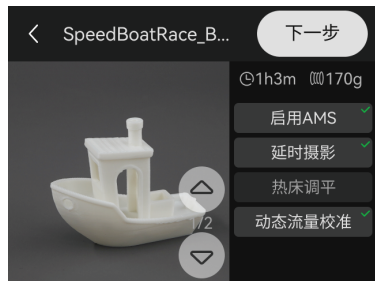 SpeedBoatRace_B...
下一步
1h3m 170g
启用AMS
延时摄影
热床调平
动态流量校准
1/2